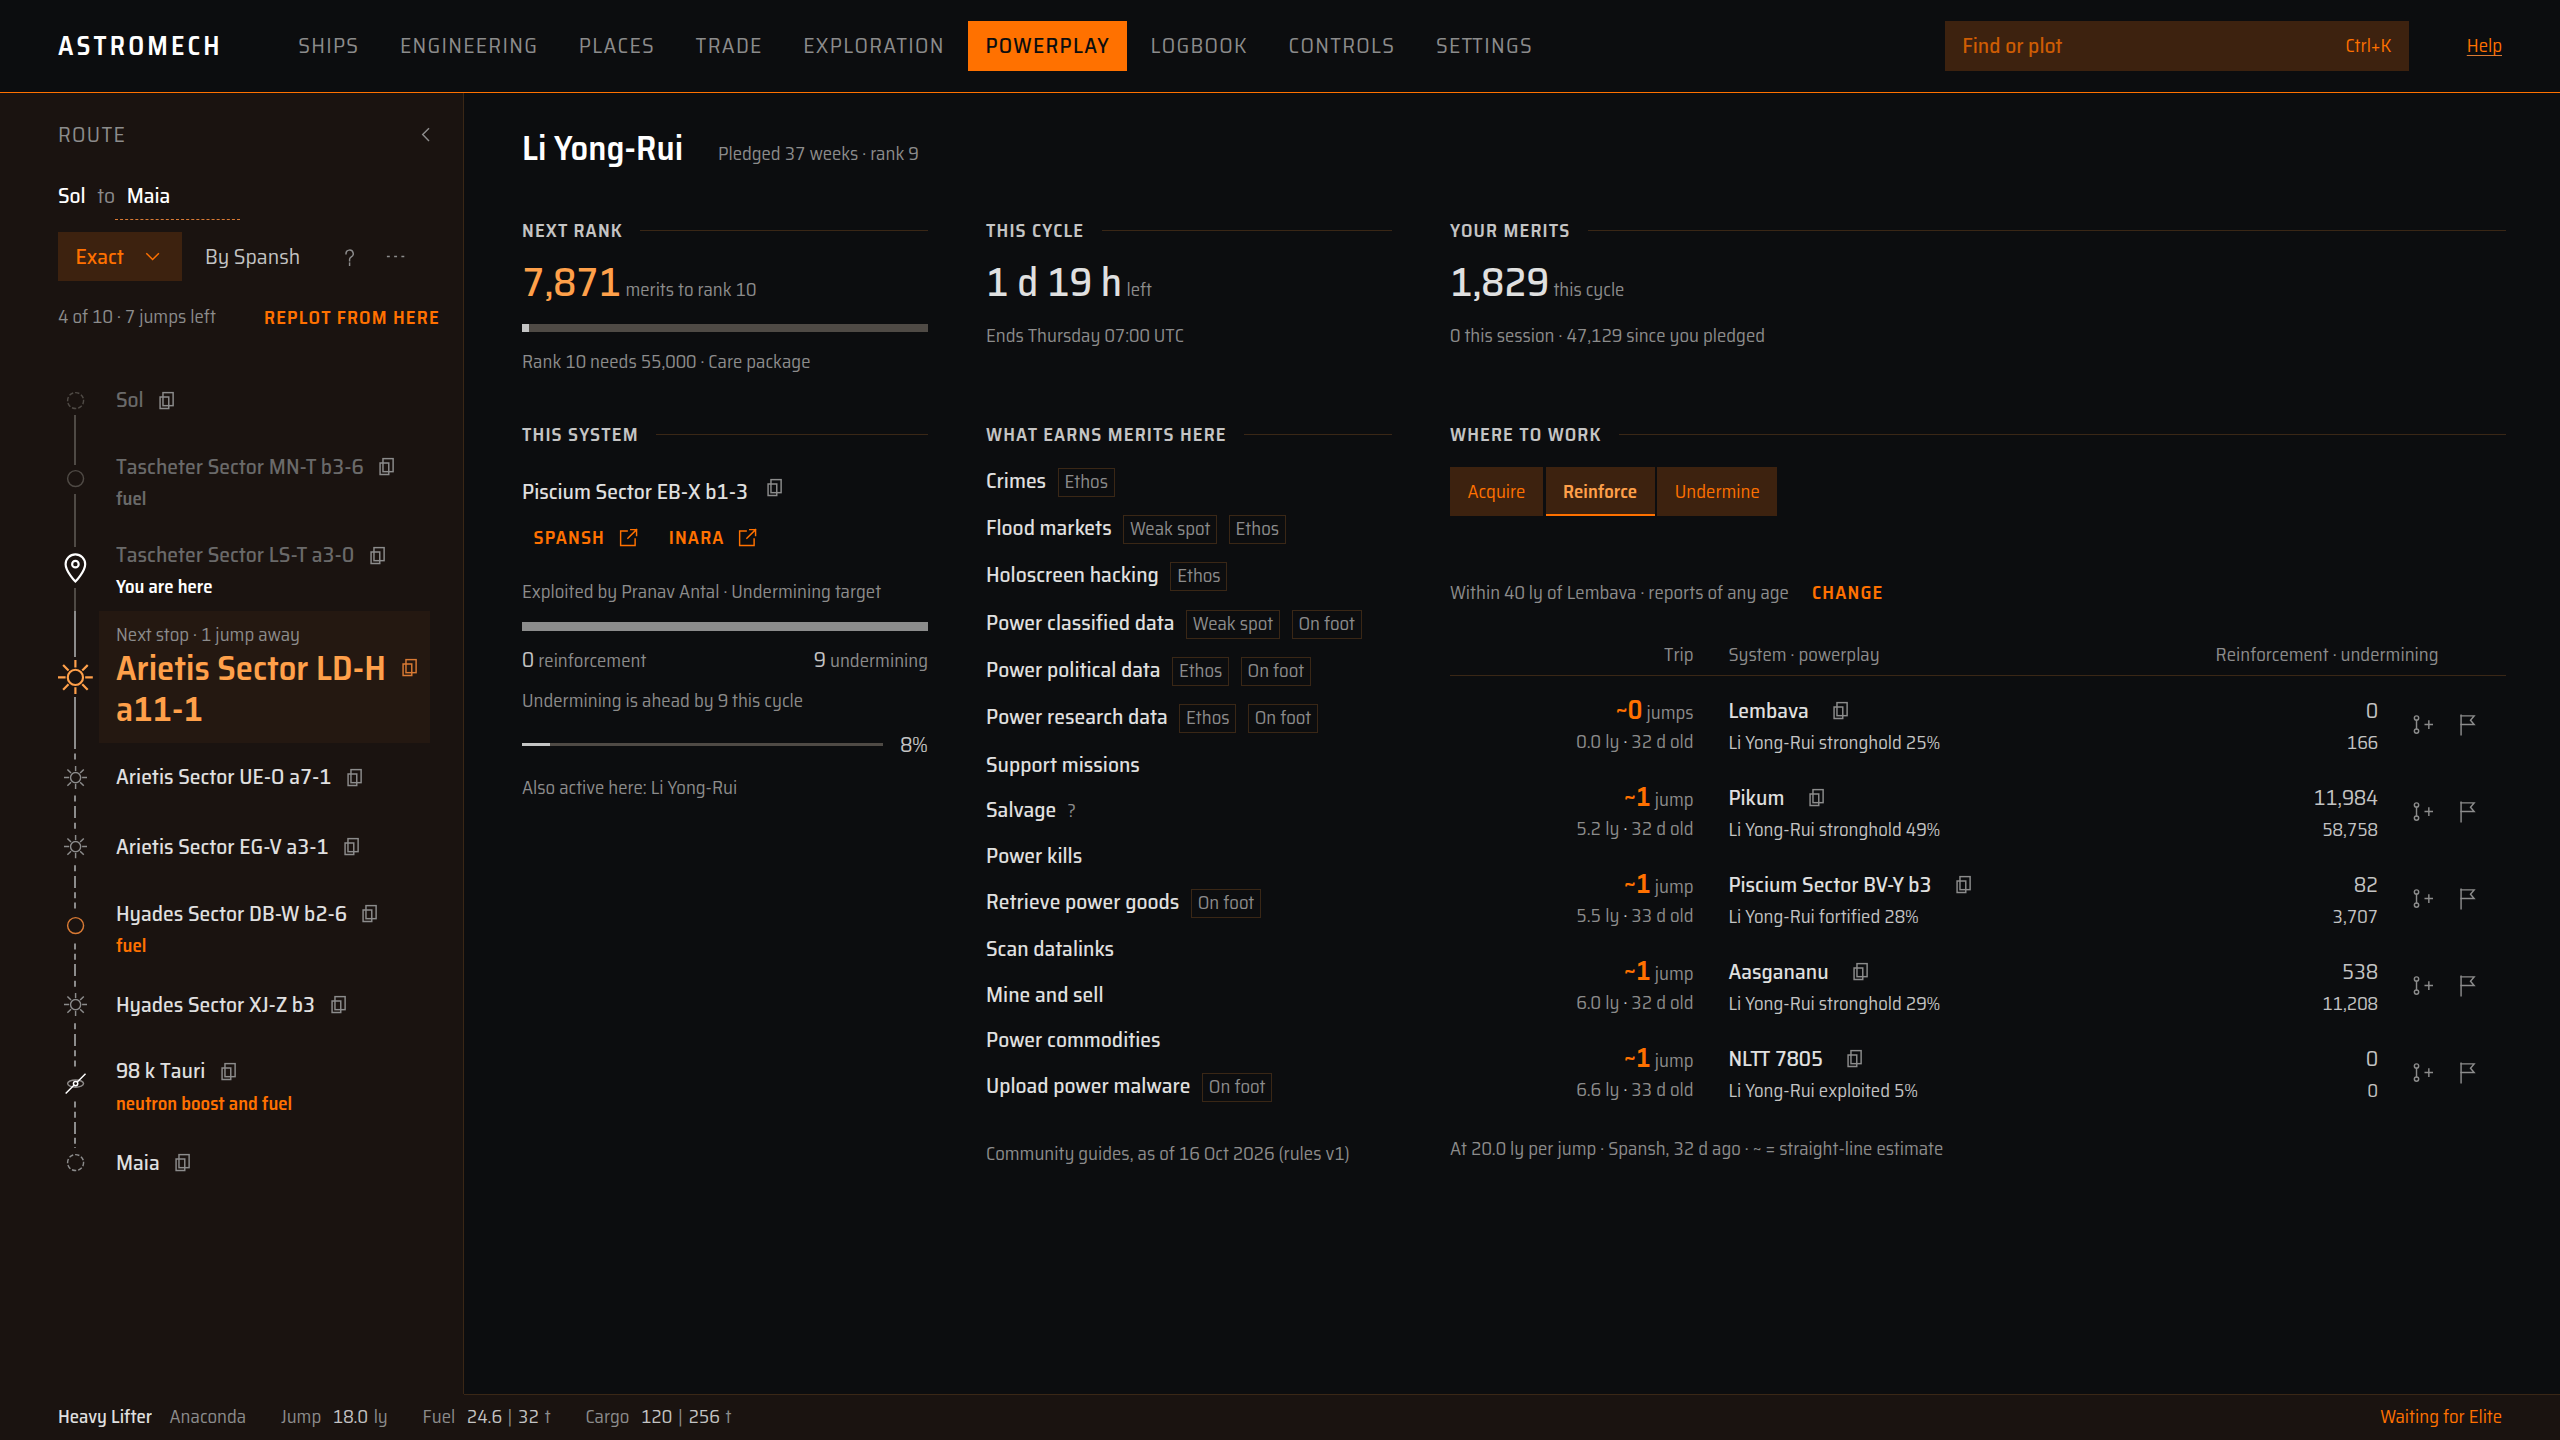 ASTROMECH
SHIPS ENGINEERING PLACES TRADE EXPLORATION POWERPLAY LOGBOOK CONTROLS SETTINGS
Find or plot Ctrl+K
Help
ROUTE
Sol to Maia
Exact By Spansh ? ···
4 of 10 · 7 jumps left REPLOT FROM HERE
Sol
Tascheter Sector MN-T b3-6
fuel
Tascheter Sector LS-T a3-0
You are here
Next stop · 1 jump away
Arietis Sector LD-H
a11-1
Arietis Sector UE-O a7-1
Arietis Sector EG-V a3-1
Hyades Sector DB-W b2-6
fuel
Hyades Sector XJ-Z b3
98 k Tauri
neutron boost and fuel
Maia
Li Yong-Rui Pledged 37 weeks · rank 9
NEXT RANK
7,871 merits to rank 10
Rank 10 needs 55,000 · Care package
THIS CYCLE
1 d 19 h left
Ends Thursday 07:00 UTC
YOUR MERITS
1,829 this cycle
0 this session · 47,129 since you pledged
THIS SYSTEM
Piscium Sector EB-X b1-3
SPANSH INARA
Exploited by Pranav Antal · Undermining target
0 reinforcement 9 undermining
Undermining is ahead by 9 this cycle
8%
Also active here: Li Yong-Rui
WHAT EARNS MERITS HERE
Crimes Ethos
Flood markets Weak spot Ethos
Holoscreen hacking Ethos
Power classified data Weak spot On foot
Power political data Ethos On foot
Power research data Ethos On foot
Support missions
Salvage ?
Power kills
Retrieve power goods On foot
Scan datalinks
Mine and sell
Power commodities
Upload power malware On foot
Community guides, as of 16 Oct 2026 (rules v1)
WHERE TO WORK
Acquire Reinforce Undermine
Within 40 ly of Lembava · reports of any age CHANGE
Trip System · powerplay Reinforcement · undermining
~0 jumps Lembava 0
0.0 ly · 32 d old Li Yong-Rui stronghold 25% 166
~1 jump Pikum 11,984
5.2 ly · 32 d old Li Yong-Rui stronghold 49% 58,758
~1 jump Piscium Sector BV-Y b3 82
5.5 ly · 33 d old Li Yong-Rui fortified 28% 3,707
~1 jump Aasgananu 538
6.0 ly · 32 d old Li Yong-Rui stronghold 29% 11,208
~1 jump NLTT 7805 0
6.6 ly · 33 d old Li Yong-Rui exploited 5% 0
At 20.0 ly per jump · Spansh, 32 d ago · ~ = straight-line estimate
Heavy Lifter Anaconda Jump 18.0 ly Fuel 24.6 | 32 t Cargo 120 | 256 t
Waiting for Elite